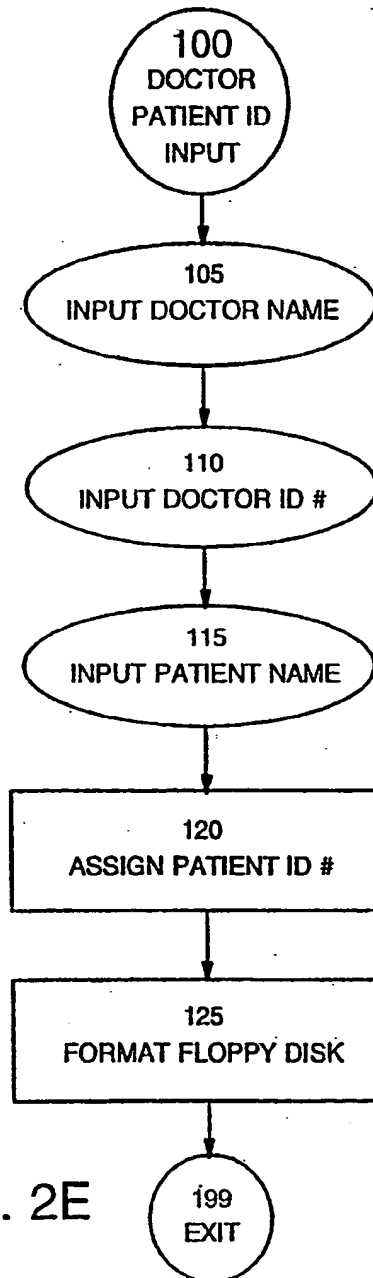 100
DOCTOR
PATIENT ID
INPUT
105
INPUT DOCTOR NAME
110
INPUT DOCTOR ID #
115
INPUT PATIENT NAME
120
ASSIGN PATIENT ID #
125
FORMAT FLOPPY DISK
199
EXIT
. 2E